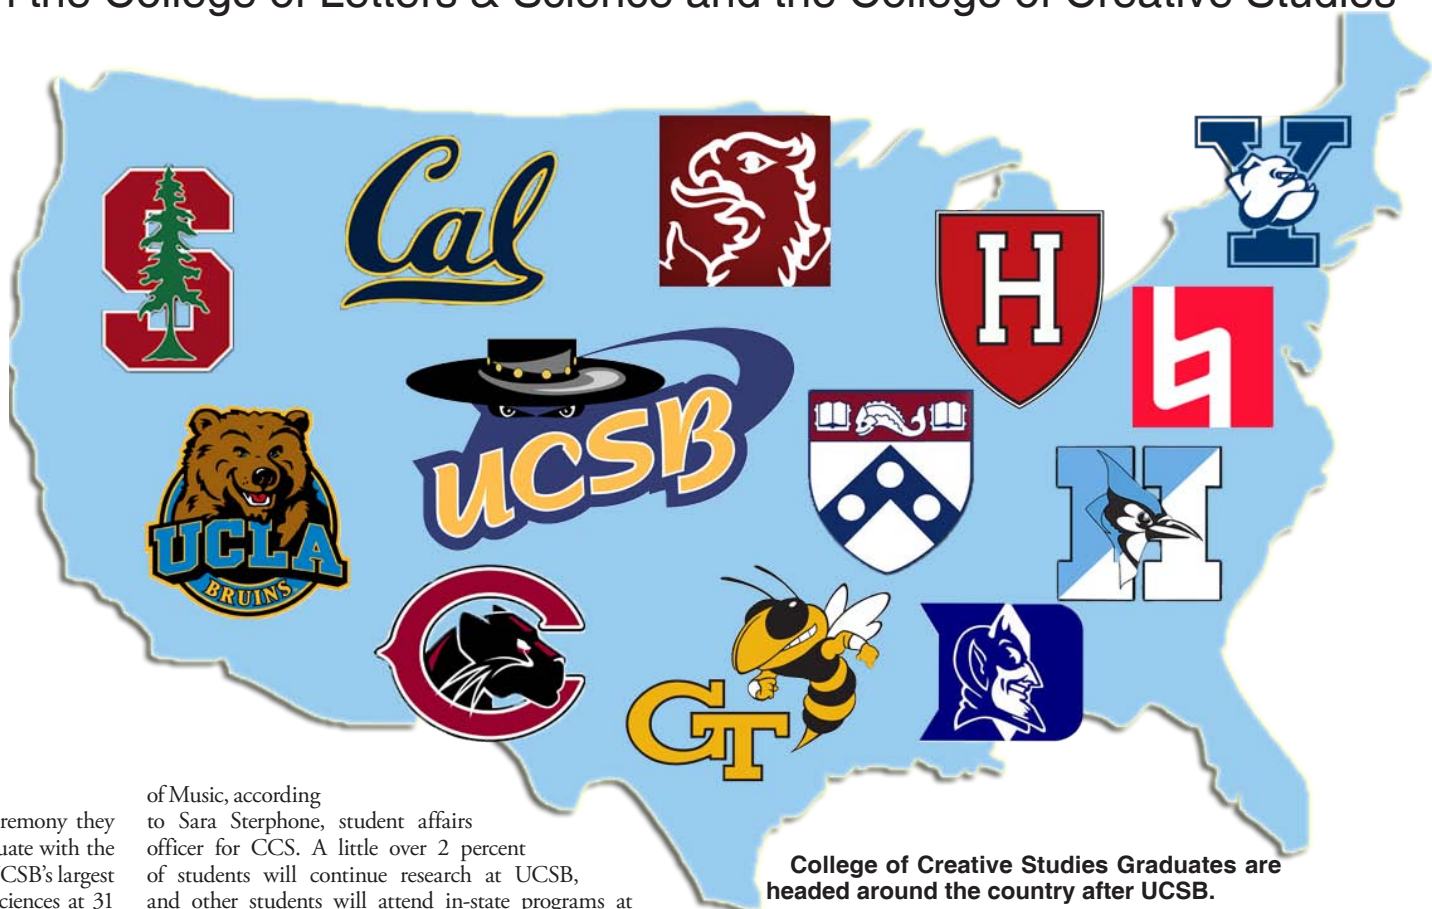 the College of Letters & Science and the College of Creative Studies
Y
Cal
S
H
UCSB
H
UCLA
BRUINS
C
GT
D
of Music, according
remony they
to Sara Sterphone, student affairs
uate with the
officer for CCS. A little over 2 percent
CSB's largest
of students will continue research at UCSB,
ciences at 31
and other students will attend in-state programs at
College of Creative Studies Graduates are
headed around the country after UCSB.